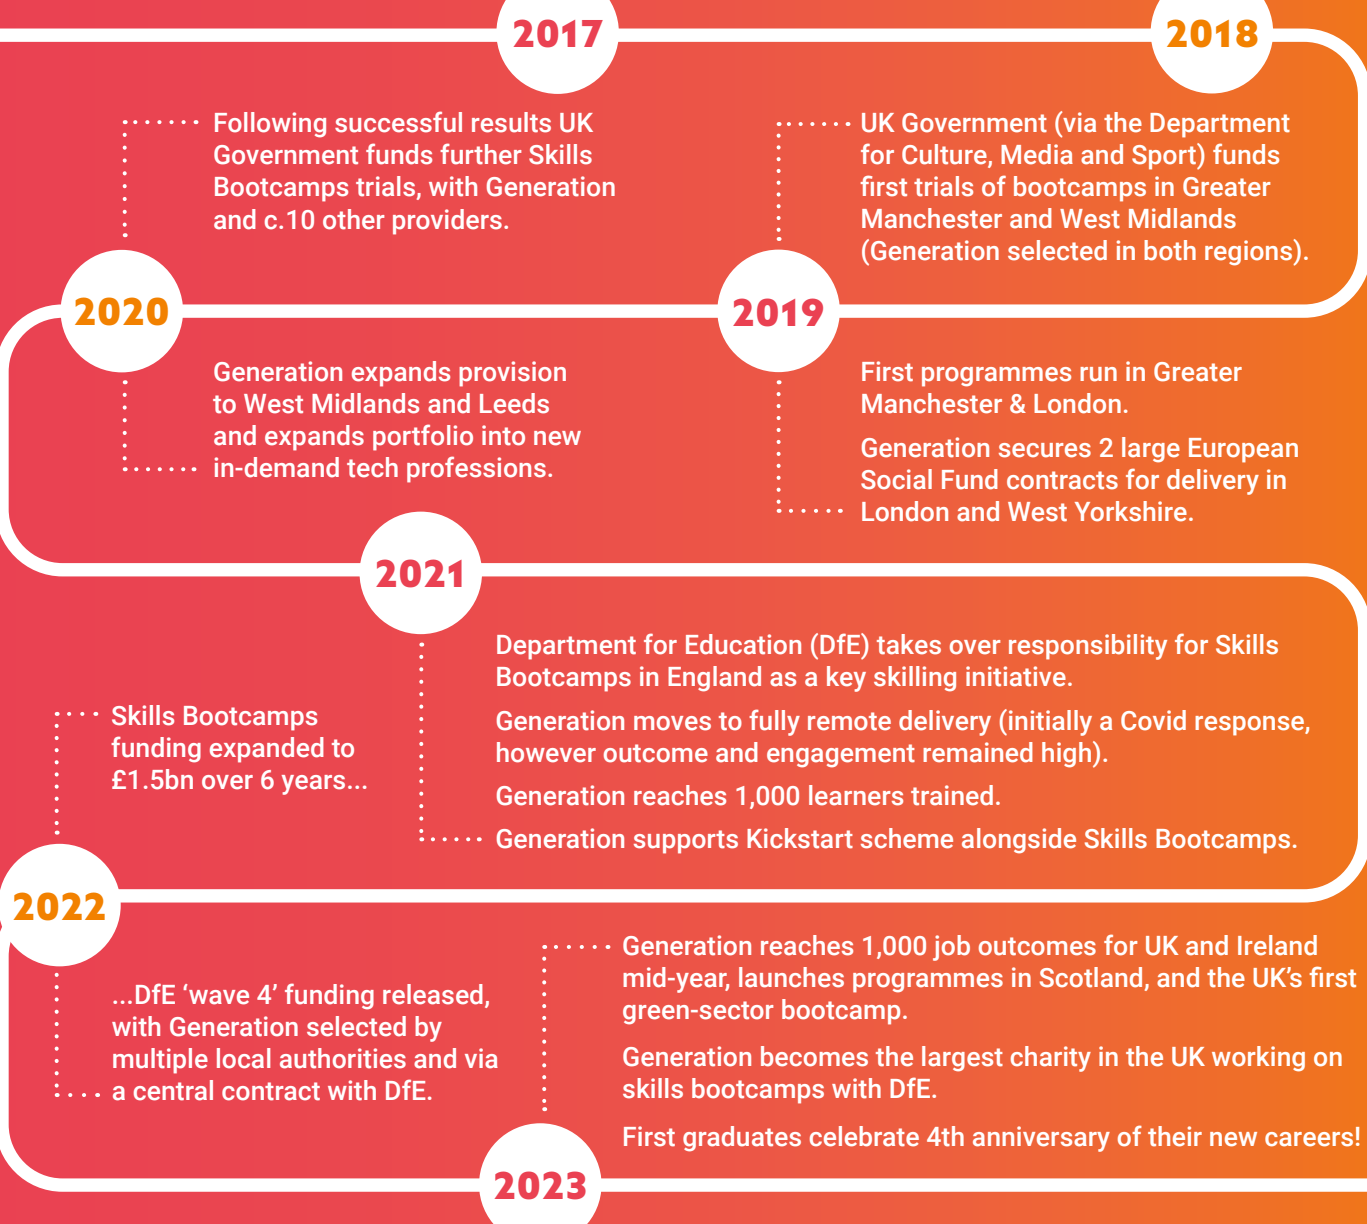 2017
2018
Following successful results UK
Government funds further Skills
Bootcamps trials, with Generation
and c.10 other providers.
UK Government (via the Department
for Culture, Media and Sport) funds
first trials of bootcamps in Greater
Manchester and West Midlands
(Generation selected in both regions).
2020
2019
Generation expands provision
to West Midlands and Leeds
and expands portfolio into new
in-demand tech professions.
First programmes run in Greater
Manchester & London.
Generation secures 2 large European
Social Fund contracts for delivery in
London and West Yorkshire.
2021
Department for Education (DfE) takes over responsibility for Skills
Bootcamps in England as a key skilling initiative.
Generation moves to fully remote delivery (initially a Covid response,
however outcome and engagement remained high).
Generation reaches 1,000 learners trained.
Generation supports Kickstart scheme alongside Skills Bootcamps.
Skills Bootcamps
funding expanded to
£1.5bn over 6 years...
2022
...DfE ‘wave 4’ funding released,
with Generation selected by
multiple local authorities and via
a central contract with DfE.
Generation reaches 1,000 job outcomes for UK and Ireland
mid-year, launches programmes in Scotland, and the UK’s first
green-sector bootcamp.
Generation becomes the largest charity in the UK working on
skills bootcamps with DfE.
First graduates celebrate 4th anniversary of their new careers!
2023